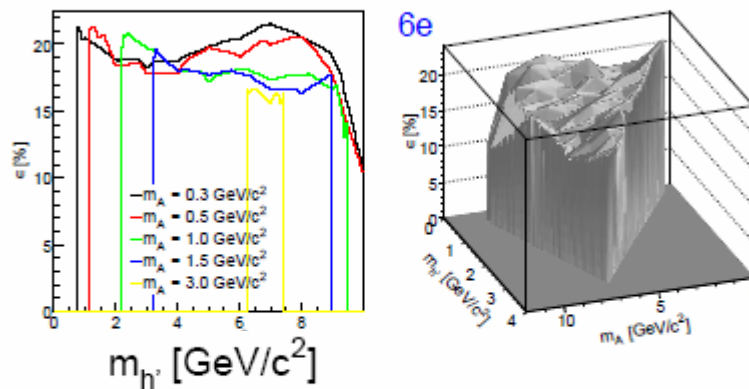 20
15
10
5
0
ϵ [%]
m_A = 0.3 GeV/c²
m_A = 0.5 GeV/c²
m_A = 1.0 GeV/c²
m_A = 1.5 GeV/c²
m_A = 3.0 GeV/c²
0 2 4 6 8
m_h' [GeV/c²]
6e
ϵ [%]
20
15
10
5
0
0
1
2
3
4
m_h' [GeV/c²]
10 5
m_A [GeV/c²]